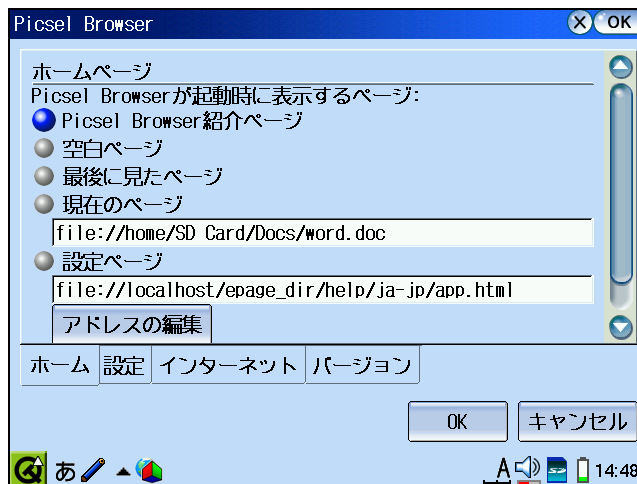 Picsel Browser
X OK
ホームページ
Picsel Browserが起動時に表示するページ:
Picsel Browser紹介ページ
空白ページ
最後に見たページ
現在のページ
file://home/SD Card/Docs/word.doc
設定ページ
file://localhost/epage_dir/help/ja-jp/app.html
アドレスの編集
ホーム 設定 インターネット バージョン
OK キャンセル
あ A 14:48